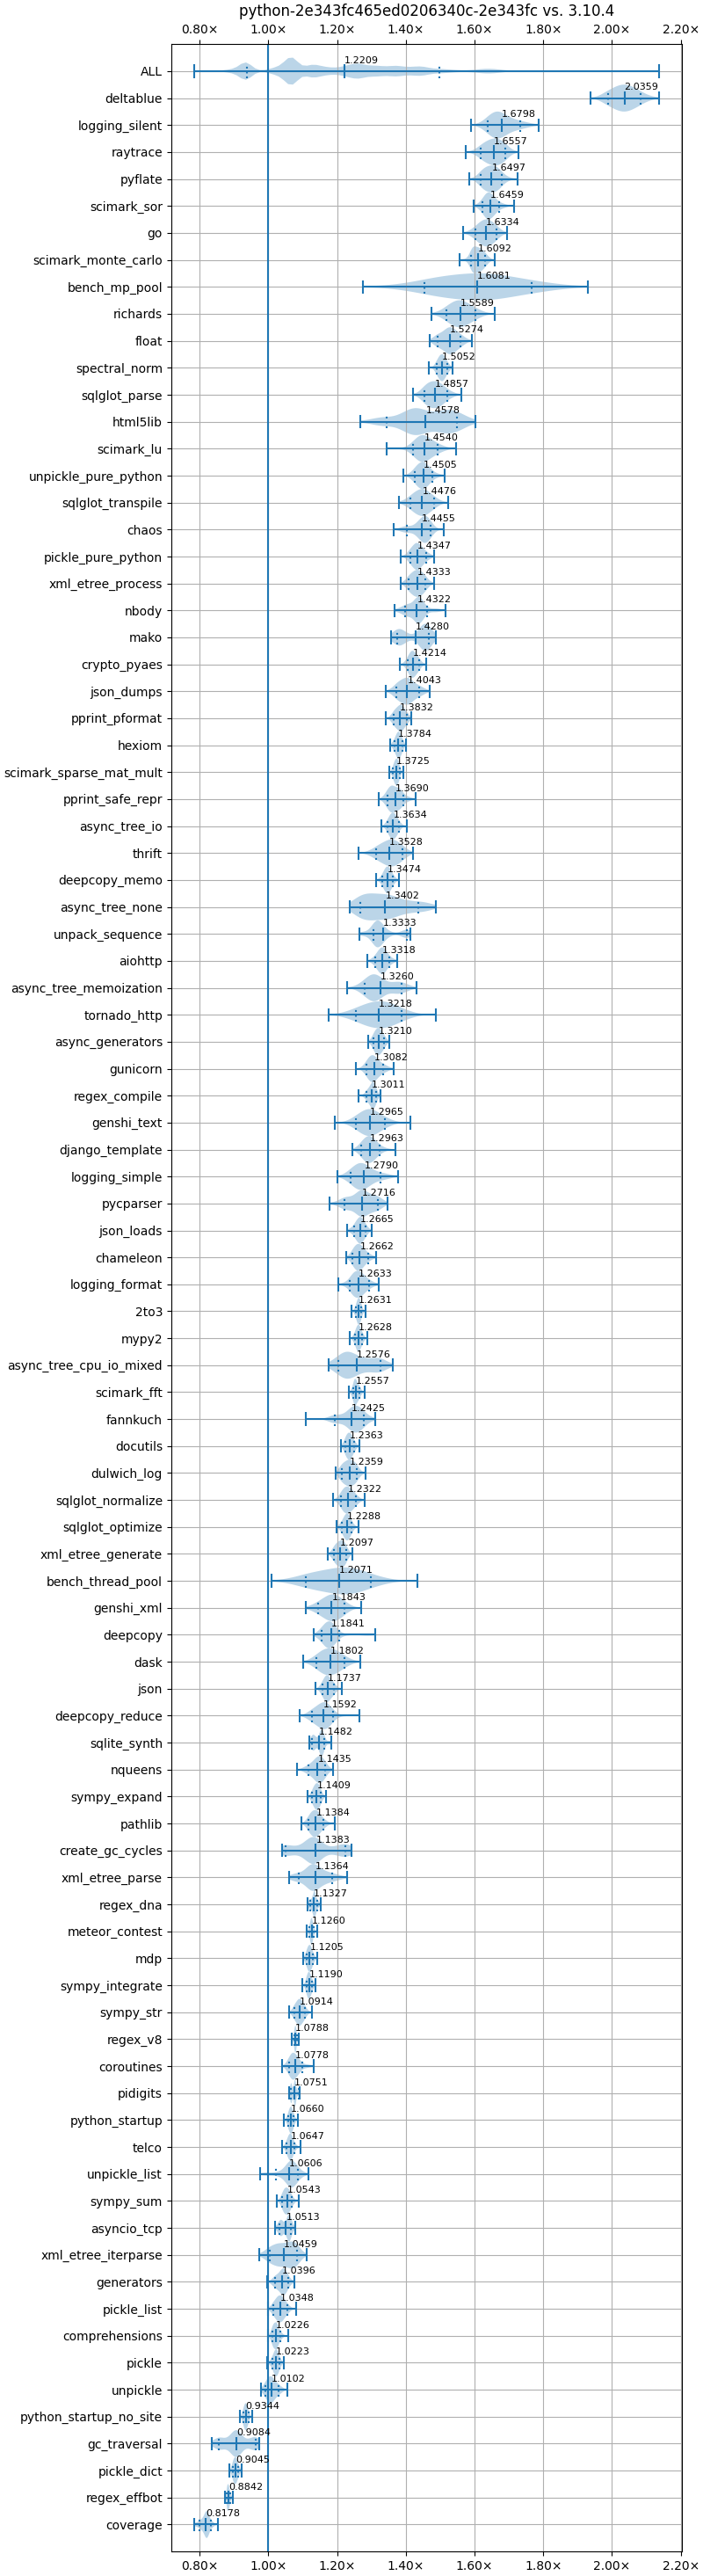 python-2e343fc465ed0206340c-2e343fc vs. 3.10.4
0.80× 1.00× 1.20× 1.40× 1.60× 1.80× 2.00× 2.20×
ALL 1.2209
deltablue 2.0359
logging_silent 1.6798
raytrace 1.6557
pyflate 1.6497
scimark_sor 1.6459
go 1.6334
scimark_monte_carlo 1.6092
bench_mp_pool 1.6081
richards 1.5589
float 1.5274
spectral_norm 1.5052
sqlglot_parse 1.4857
html5lib 1.4578
scimark_lu 1.4540
unpickle_pure_python 1.4505
sqlglot_transpile 1.4476
chaos 1.4455
pickle_pure_python 1.4347
xml_etree_process 1.4333
nbody 1.4322
mako 1.4280
crypto_pyaes 1.4214
json_dumps 1.4043
pprint_pformat 1.3832
hexiom 1.3784
scimark_sparse_mat_mult 1.3725
pprint_safe_repr 1.3690
async_tree_io 1.3634
thrift 1.3528
deepcopy_memo 1.3474
async_tree_none 1.3402
unpack_sequence 1.3333
aiohttp 1.3318
async_tree_memoization 1.3260
tornado_http 1.3218
async_generators 1.3210
gunicorn 1.3082
regex_compile 1.3011
genshi_text 1.2965
django_template 1.2963
logging_simple 1.2790
pycparser 1.2716
json_loads 1.2665
chameleon 1.2662
logging_format 1.2633
2to3 1.2631
mypy2 1.2628
async_tree_cpu_io_mixed 1.2576
scimark_fft 1.2557
fannkuch 1.2425
docutils 1.2363
dulwich_log 1.2359
sqlglot_normalize 1.2322
sqlglot_optimize 1.2288
xml_etree_generate 1.2097
bench_thread_pool 1.2071
genshi_xml 1.1843
deepcopy 1.1841
dask 1.1802
json 1.1737
deepcopy_reduce 1.1592
sqlite_synth 1.1482
nqueens 1.1435
sympy_expand 1.1409
pathlib 1.1384
create_gc_cycles 1.1383
xml_etree_parse 1.1364
regex_dna 1.1327
meteor_contest 1.1260
mdp 1.1205
sympy_integrate 1.1190
sympy_str 1.0914
regex_v8 1.0788
coroutines 1.0778
pidigits 1.0751
python_startup 1.0660
telco 1.0647
unpickle_list 1.0606
sympy_sum 1.0543
asyncio_tcp 1.0513
xml_etree_iterparse 1.0459
generators 1.0396
pickle_list 1.0348
comprehensions 1.0226
pickle 1.0223
unpickle 1.0102
python_startup_no_site 0.9344
gc_traversal 0.9084
pickle_dict 0.9045
regex_effbot 0.8842
coverage 0.8178
0.80× 1.00× 1.20× 1.40× 1.60× 1.80× 2.00× 2.20×